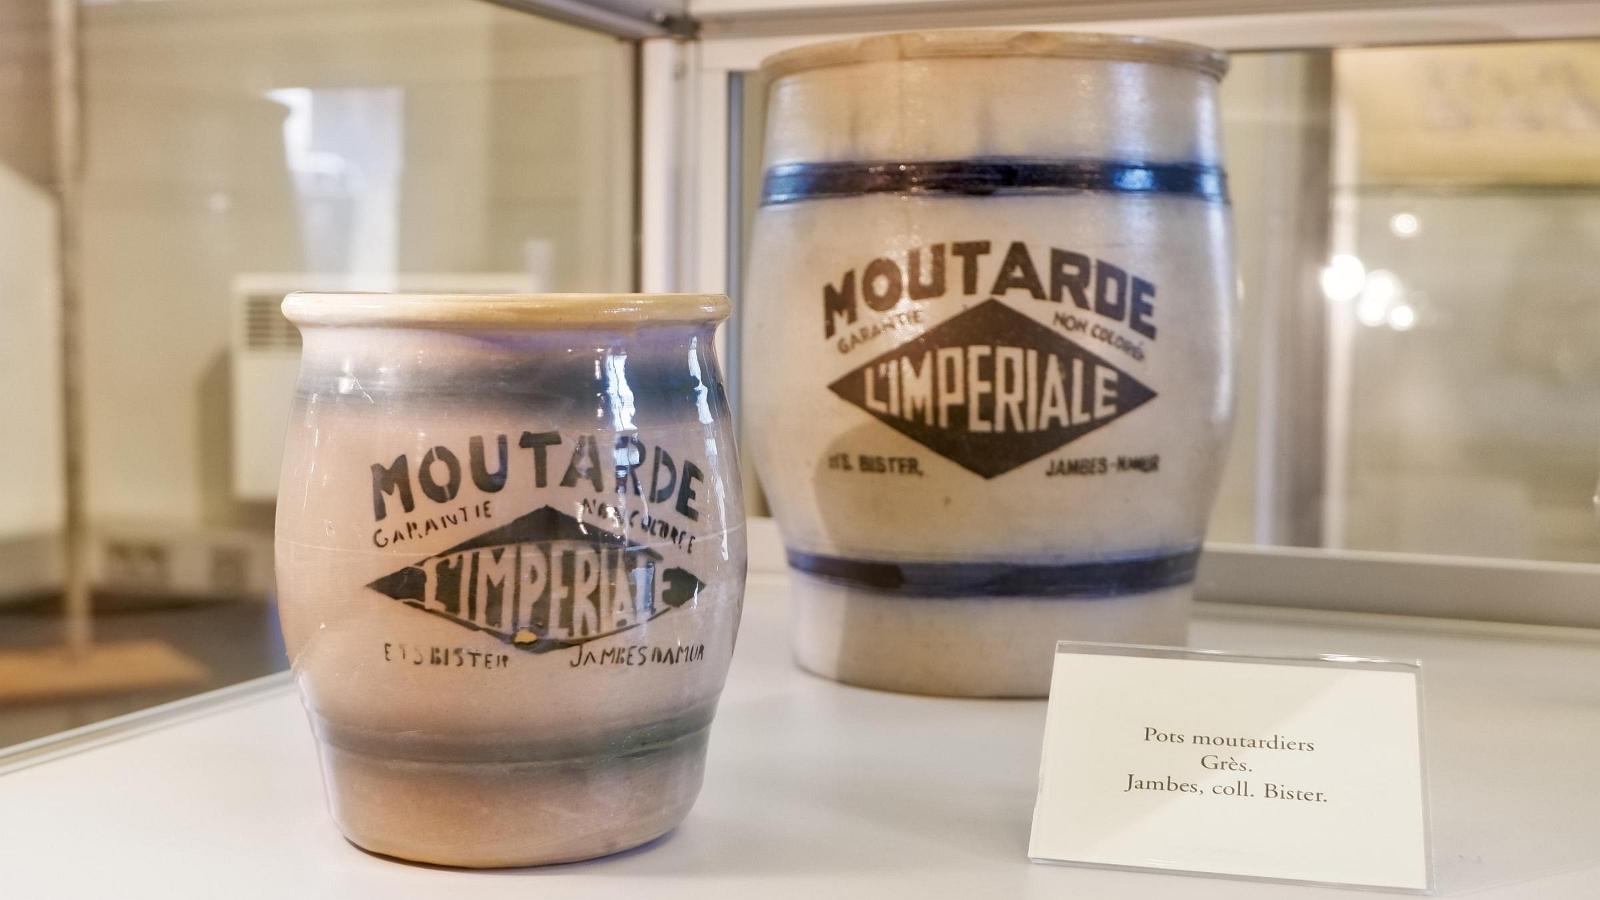 MOUTARDE
GARANTIE NON COLORÉE
L'IMPERIALE
ETS BISTER JAMBES NAMUR
MOUTARDE
GARANTIE NON COLORÉE
L'IMPERIALE
ETS. BISTER. JAMBES-NAMUR
Pots moutardiers
Grès.
Jambes, coll. Bister.